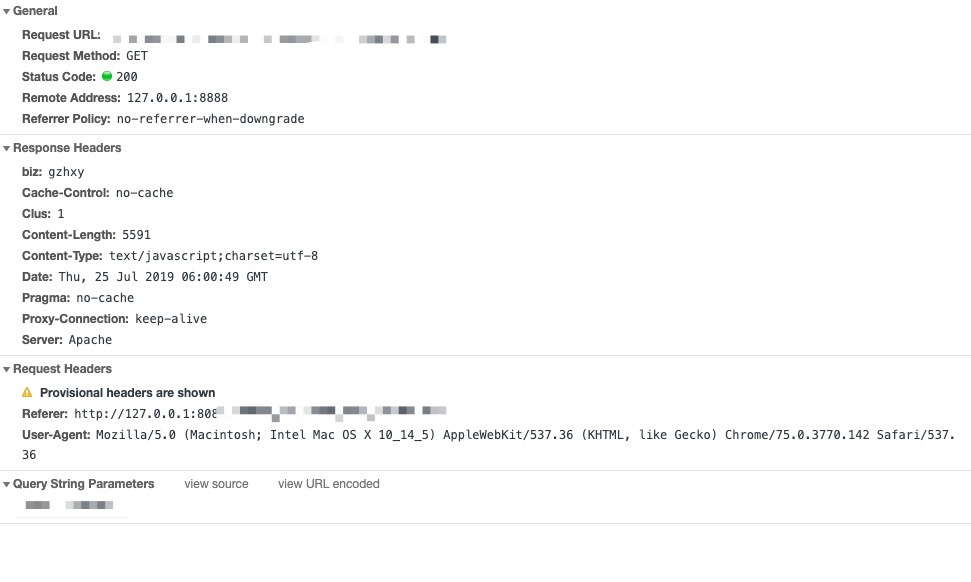 General
Request URL:
Request Method: GET
Status Code: 200
Remote Address: 127.0.0.1:8888
Referrer Policy: no-referrer-when-downgrade
Response Headers
biz: gzhxy
Cache-Control: no-cache
Clus: 1
Content-Length: 5591
Content-Type: text/javascript;charset=utf-8
Date: Thu, 25 Jul 2019 06:00:49 GMT
Pragma: no-cache
Proxy-Connection: keep-alive
Server: Apache
Request Headers
Provisional headers are shown
Referer: http://127.0.0.1:808
User-Agent: Mozilla/5.0 (Macintosh; Intel Mac OS X 10_14_5) AppleWebKit/537.36 (KHTML, like Gecko) Chrome/75.0.3770.142 Safari/537.
36
Query String Parameters view source view URL encoded